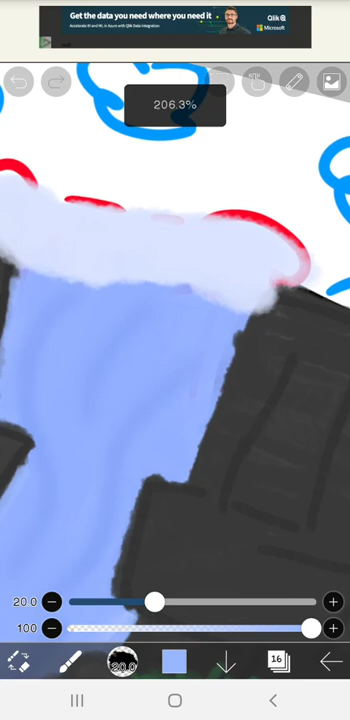 Get the data you need where you need it
Accelerate BI and ML in Azure with Qlik Data Integration
Qlik
Microsoft
206.3%
20.0
100
20.0
16